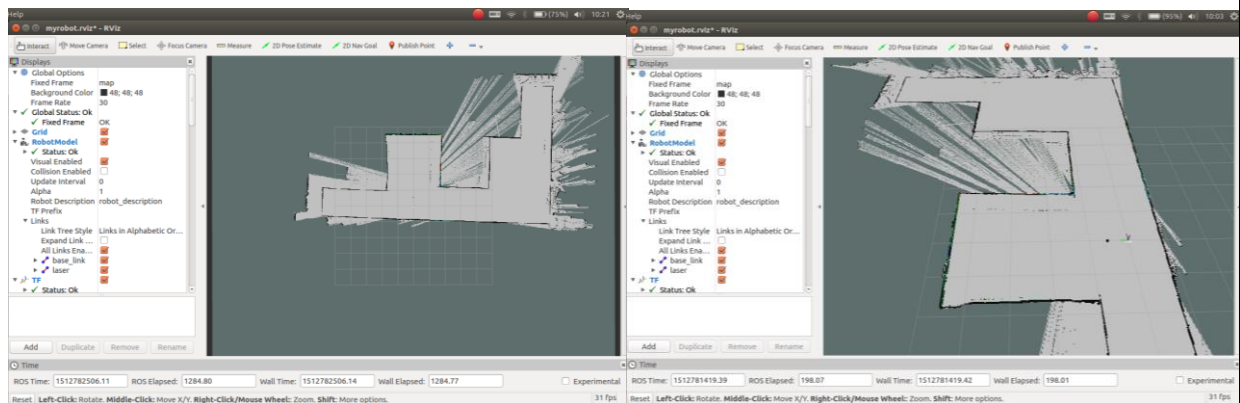 Help
(75%)
10:21
myrobot.rviz* - RViz
Interact Move Camera Select Focus Camera Measure 2D Pose Estimate 2D Nav Goal Publish Point
Displays
Global Options
Fixed Frame map
Background Color 48; 48; 48
Frame Rate 30
Global Status: Ok
Fixed Frame OK
Grid
RobotModel
Status: Ok
Visual Enabled
Collision Enabled
Update Interval 0
Alpha 1
Robot Description robot_description
TF Prefix
Links
Link Tree Style Links in Alphabetic Or...
Expand Link ...
All Links Ena...
base_link
laser
TF
Status: Ok
Add Duplicate Remove Rename
Time
ROS Time: 1512782506.11 ROS Elapsed: 1284.80 Wall Time: 1512782506.14 Wall Elapsed: 1284.77 Experimental
Reset Left-Click: Rotate. Middle-Click: Move X/Y. Right-Click/Mouse Wheel: Zoom. Shift: More options. 31 fps
Help
(95%)
10:03
myrobot.rviz* - RViz
Interact Move Camera Select Focus Camera Measure 2D Pose Estimate 2D Nav Goal Publish Point
Displays
Global Options
Fixed Frame map
Background Color 48; 48; 48
Frame Rate 30
Global Status: Ok
Fixed Frame OK
Grid
RobotModel
Status: Ok
Visual Enabled
Collision Enabled
Update Interval 0
Alpha 1
Robot Description robot_description
TF Prefix
Links
Link Tree Style Links in Alphabetic Or...
Expand Link ...
All Links Ena...
base_link
laser
TF
Status: Ok
Add Duplicate Remove Rename
Time
ROS Time: 1512781419.39 ROS Elapsed: 198.07 Wall Time: 1512781419.42 Wall Elapsed: 198.01 Experimental
Reset Left-Click: Rotate. Middle-Click: Move X/Y. Right-Click/Mouse Wheel: Zoom. Shift: More options. 31 fps